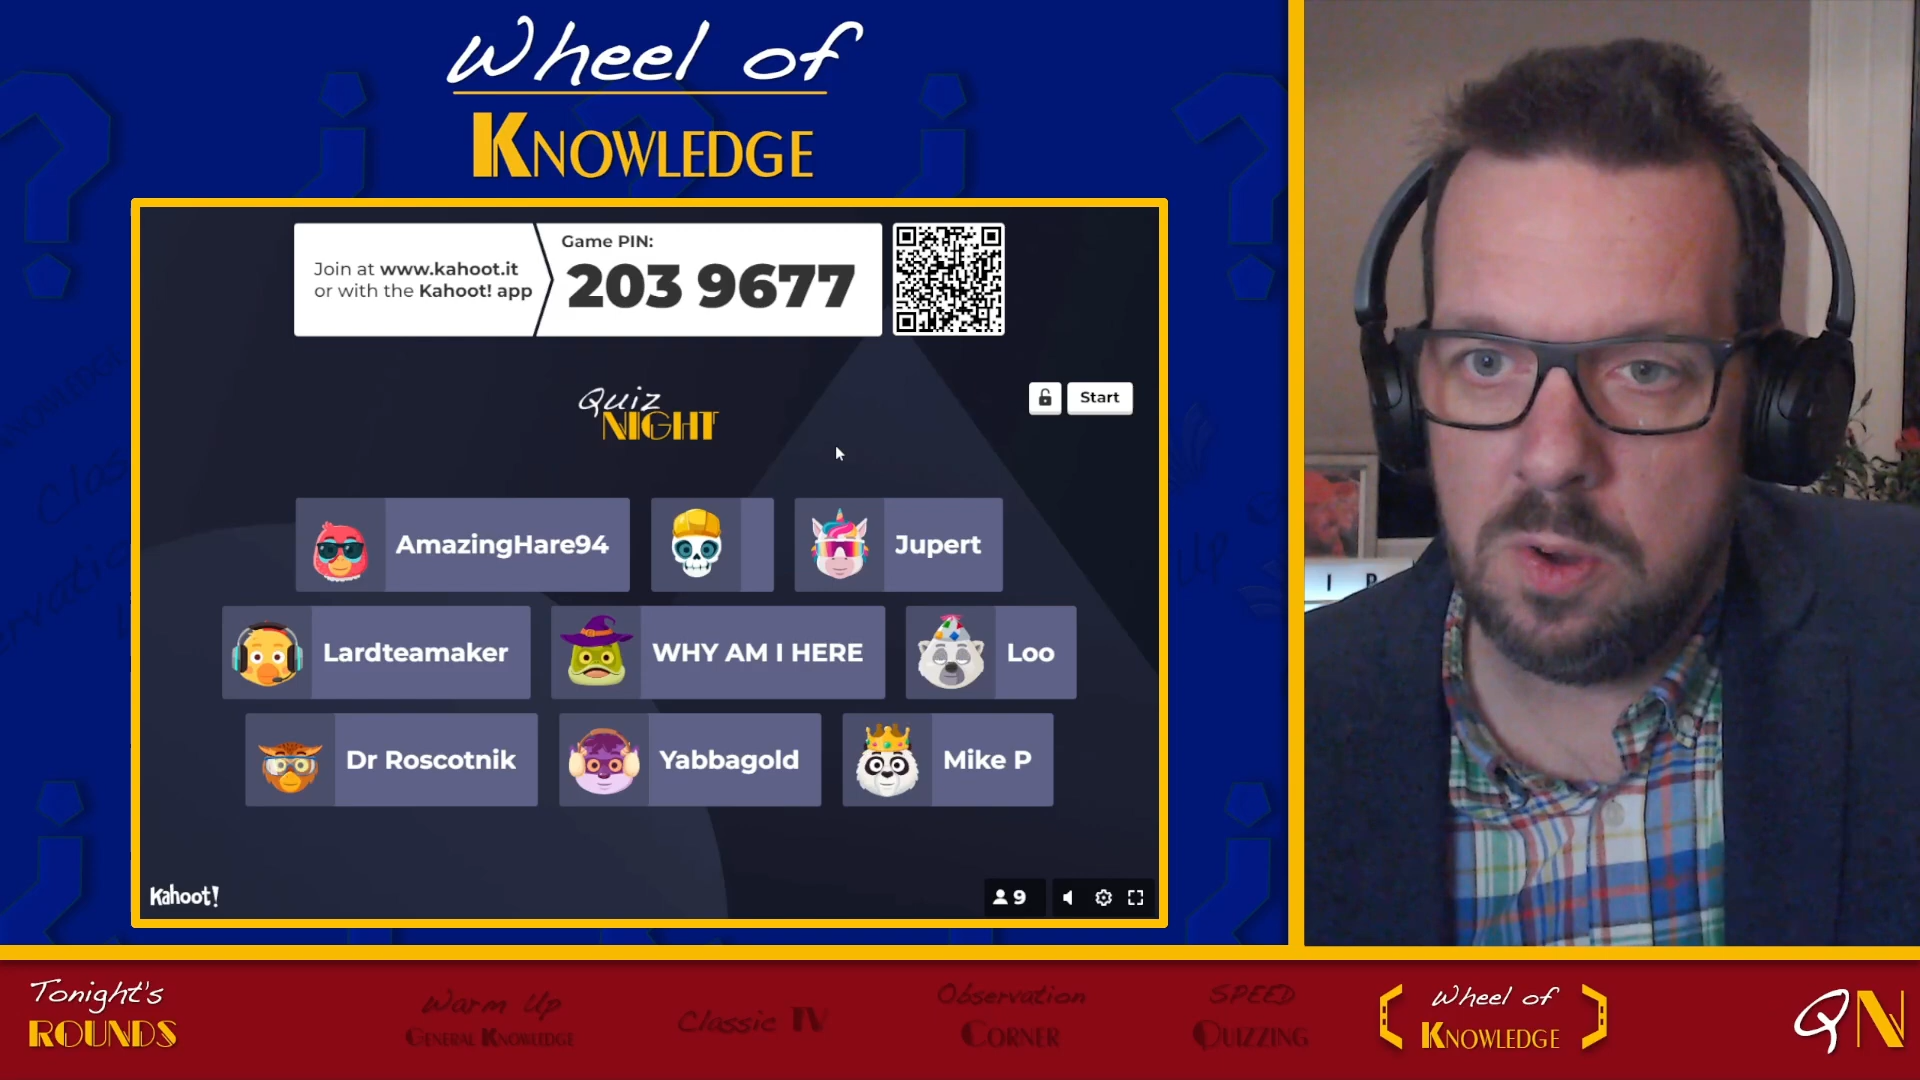 Wheel of
KNOWLEDGE
Join at www.kahoot.it
or with the Kahoot! app
Game PIN:
203 9677
Quiz
NIGHT
Start
AmazingHare94
Jupert
Lardteamaker
WHY AM I HERE
Loo
Dr Roscotnik
Yabbagold
Mike P
Kahoot!
9
I P
Tonight's
ROUNDS
Warm Up
GENERAL KNOWLEDGE
Classic TV
Observation
CORNER
SPEED
QUIZZING
Wheel of
KNOWLEDGE
QN